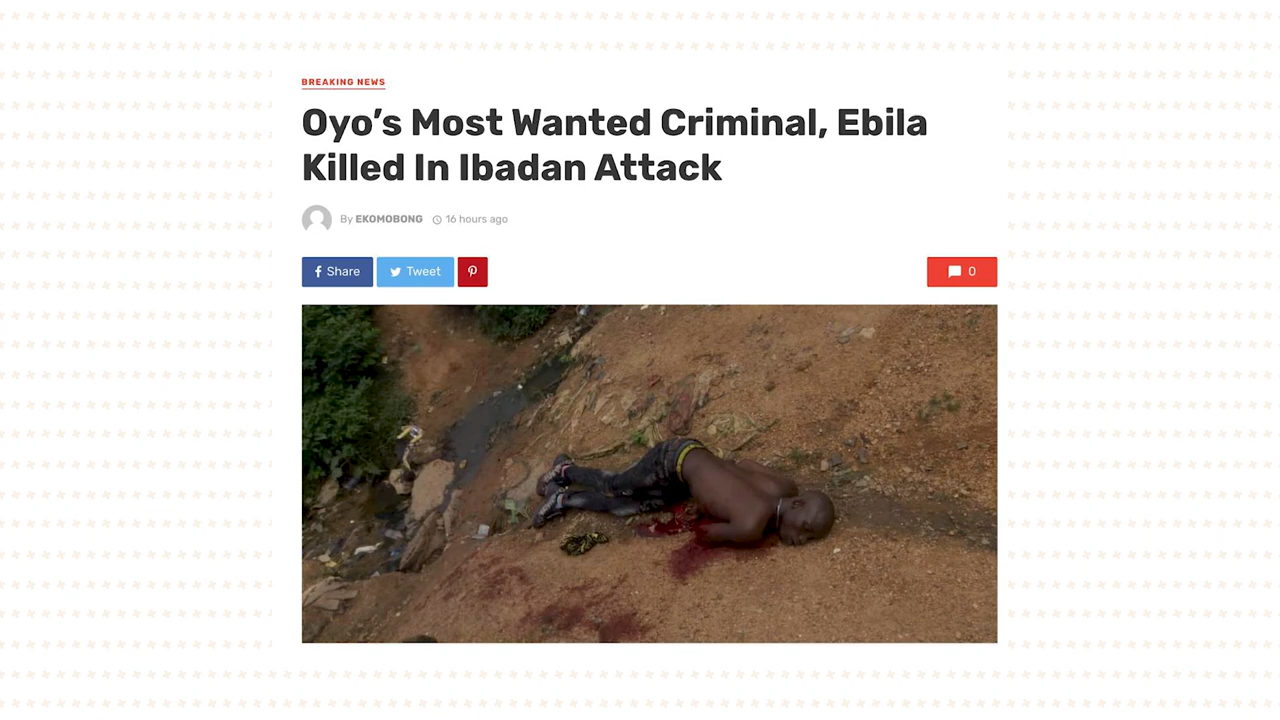 BREAKING NEWS
Oyo’s Most Wanted Criminal, Ebila
Killed In Ibadan Attack
By EKOMOBONG 16 hours ago
Share Tweet 0